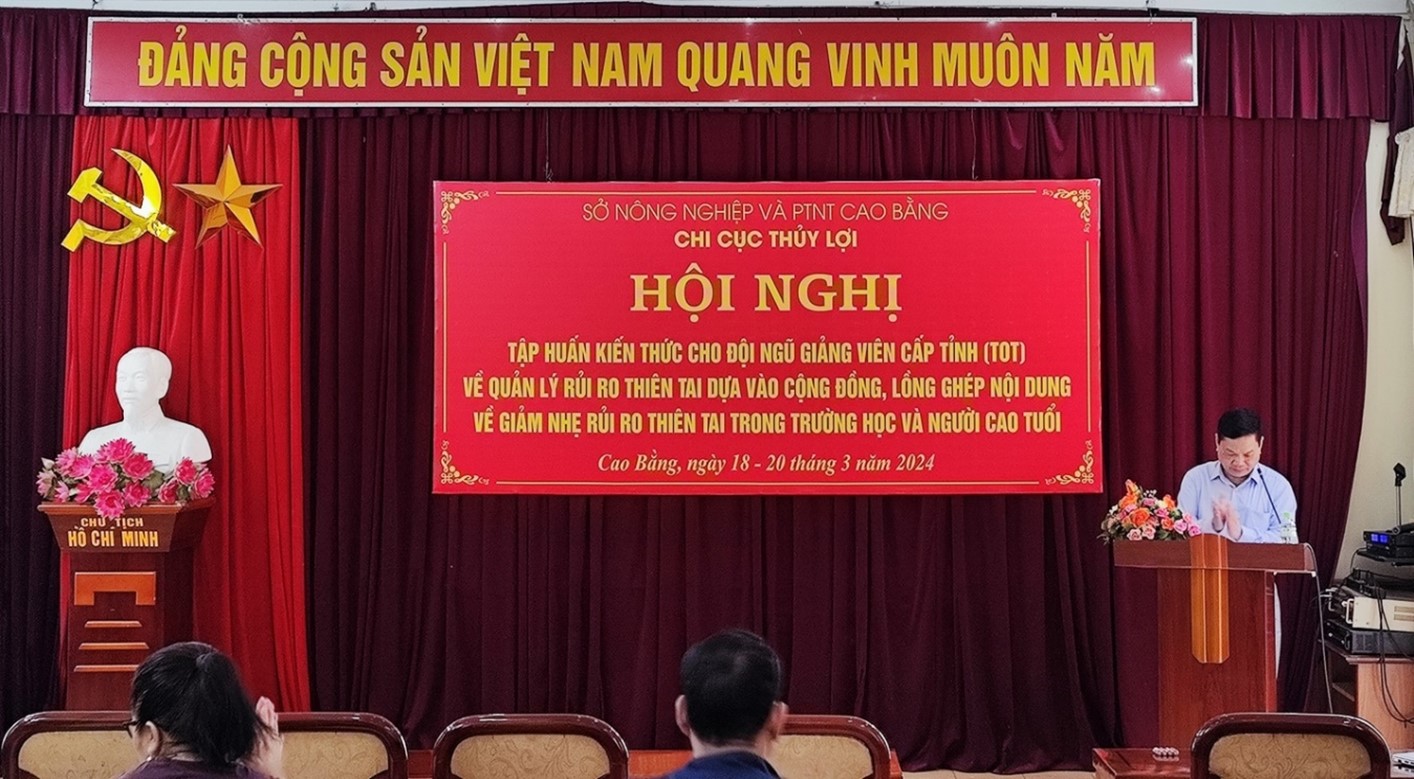 ĐẢNG CỘNG SẢN VIỆT NAM QUANG VINH MUÔN NĂM
SỞ NÔNG NGHIỆP VÀ PTNT CAO BẰNG
CHI CỤC THỦY LỢI
HỘI NGHỊ
TẬP HUẤN KIẾN THỨC CHO ĐỘI NGŨ GIẢNG VIÊN CẤP TỈNH (TOT)
VỀ QUẢN LÝ RỦI RO THIÊN TAI DỰA VÀO CỘNG ĐỒNG, LỒNG GHÉP NỘI DUNG
VỀ GIẢM NHẸ RỦI RO THIÊN TAI TRONG TRƯỜNG HỌC VÀ NGƯỜI CAO TUỔI
Cao Bằng, ngày 18 - 20 tháng 3 năm 2024
CHỦ TỊCH
HỒ CHÍ MINH